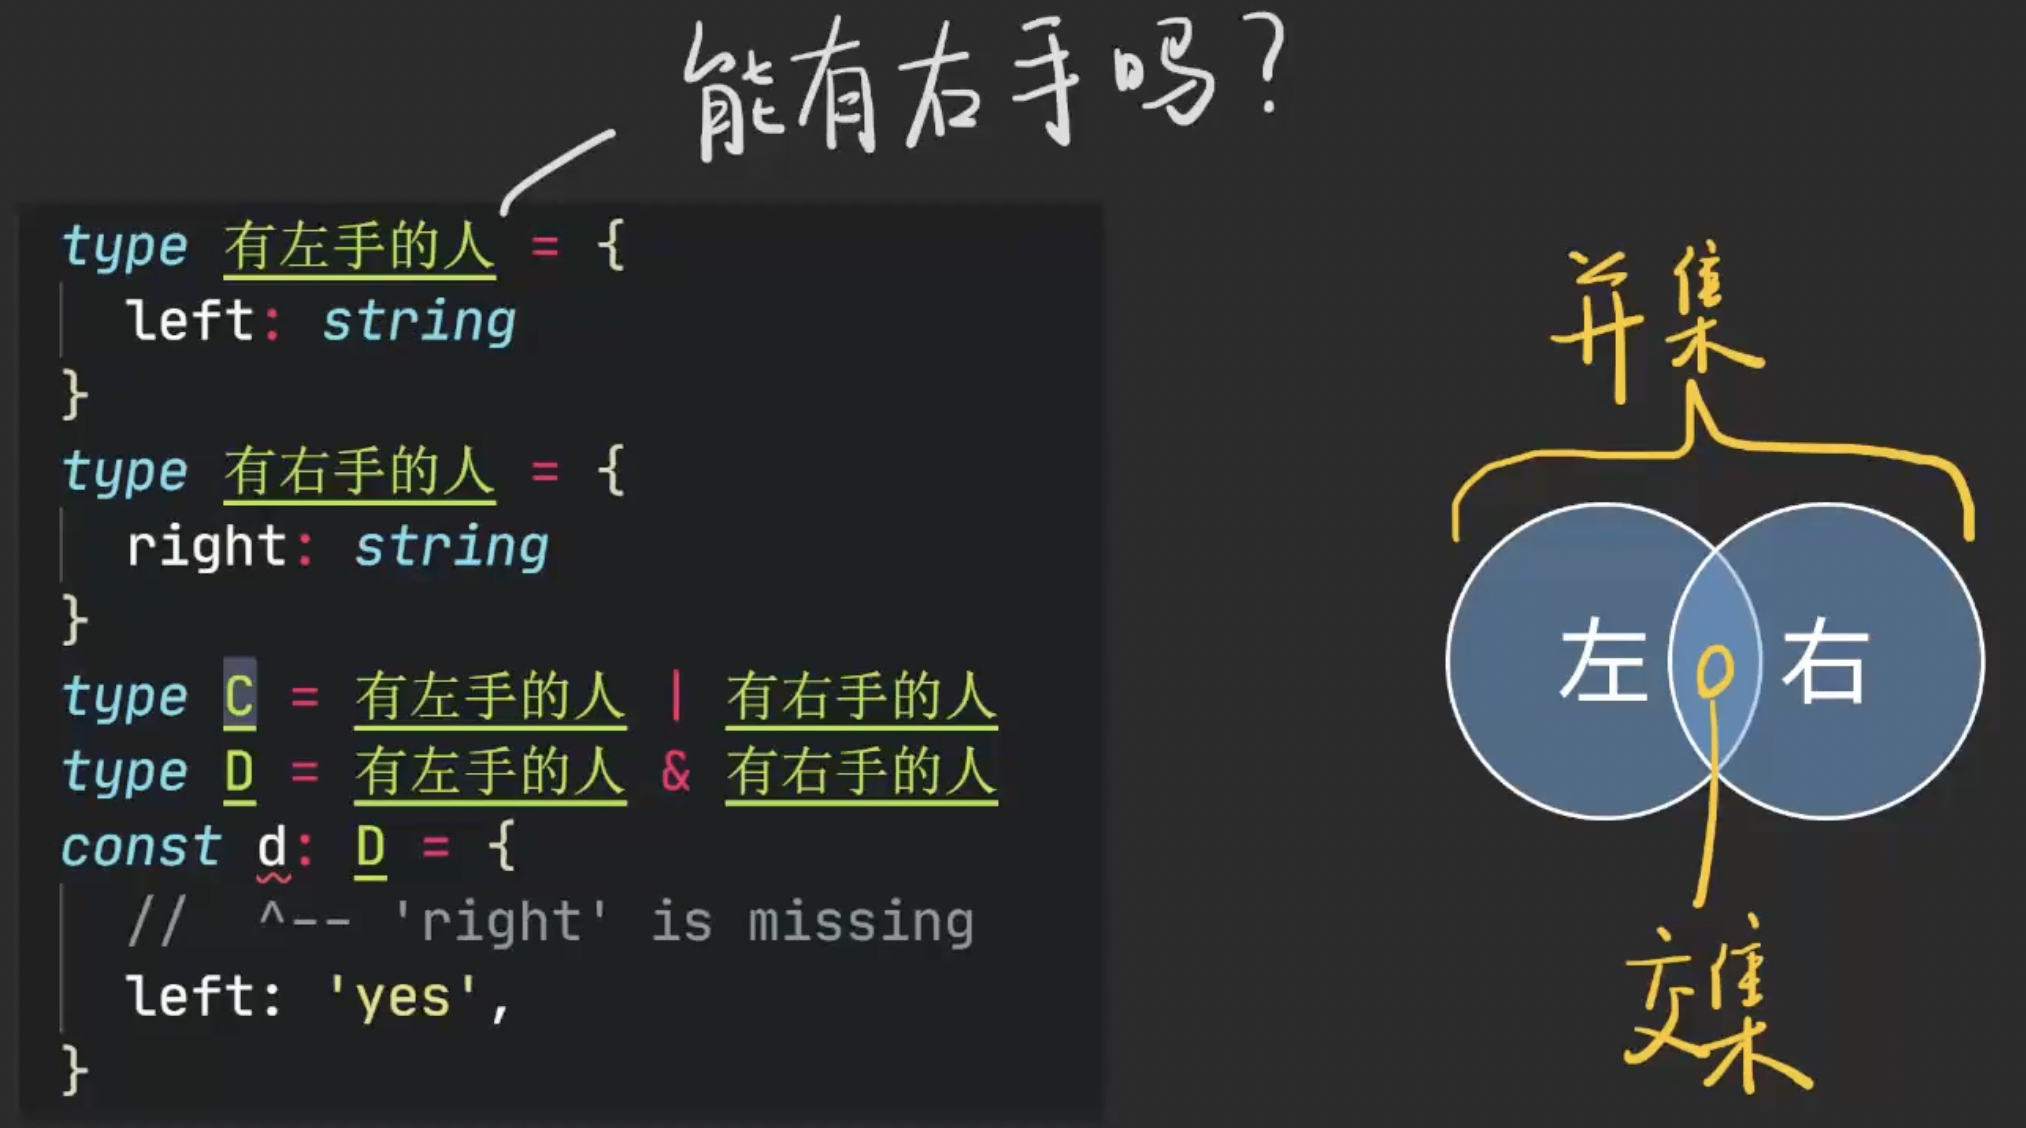 能有右手吗?
type 有左手的人 = {
left: string
}
type 有右手的人 = {
right: string
}
type C = 有左手的人 | 有右手的人
type D = 有左手的人 & 有右手的人
const d: D = {
// ^-- 'right' is missing
left: 'yes',
}
并集
左 右
交集